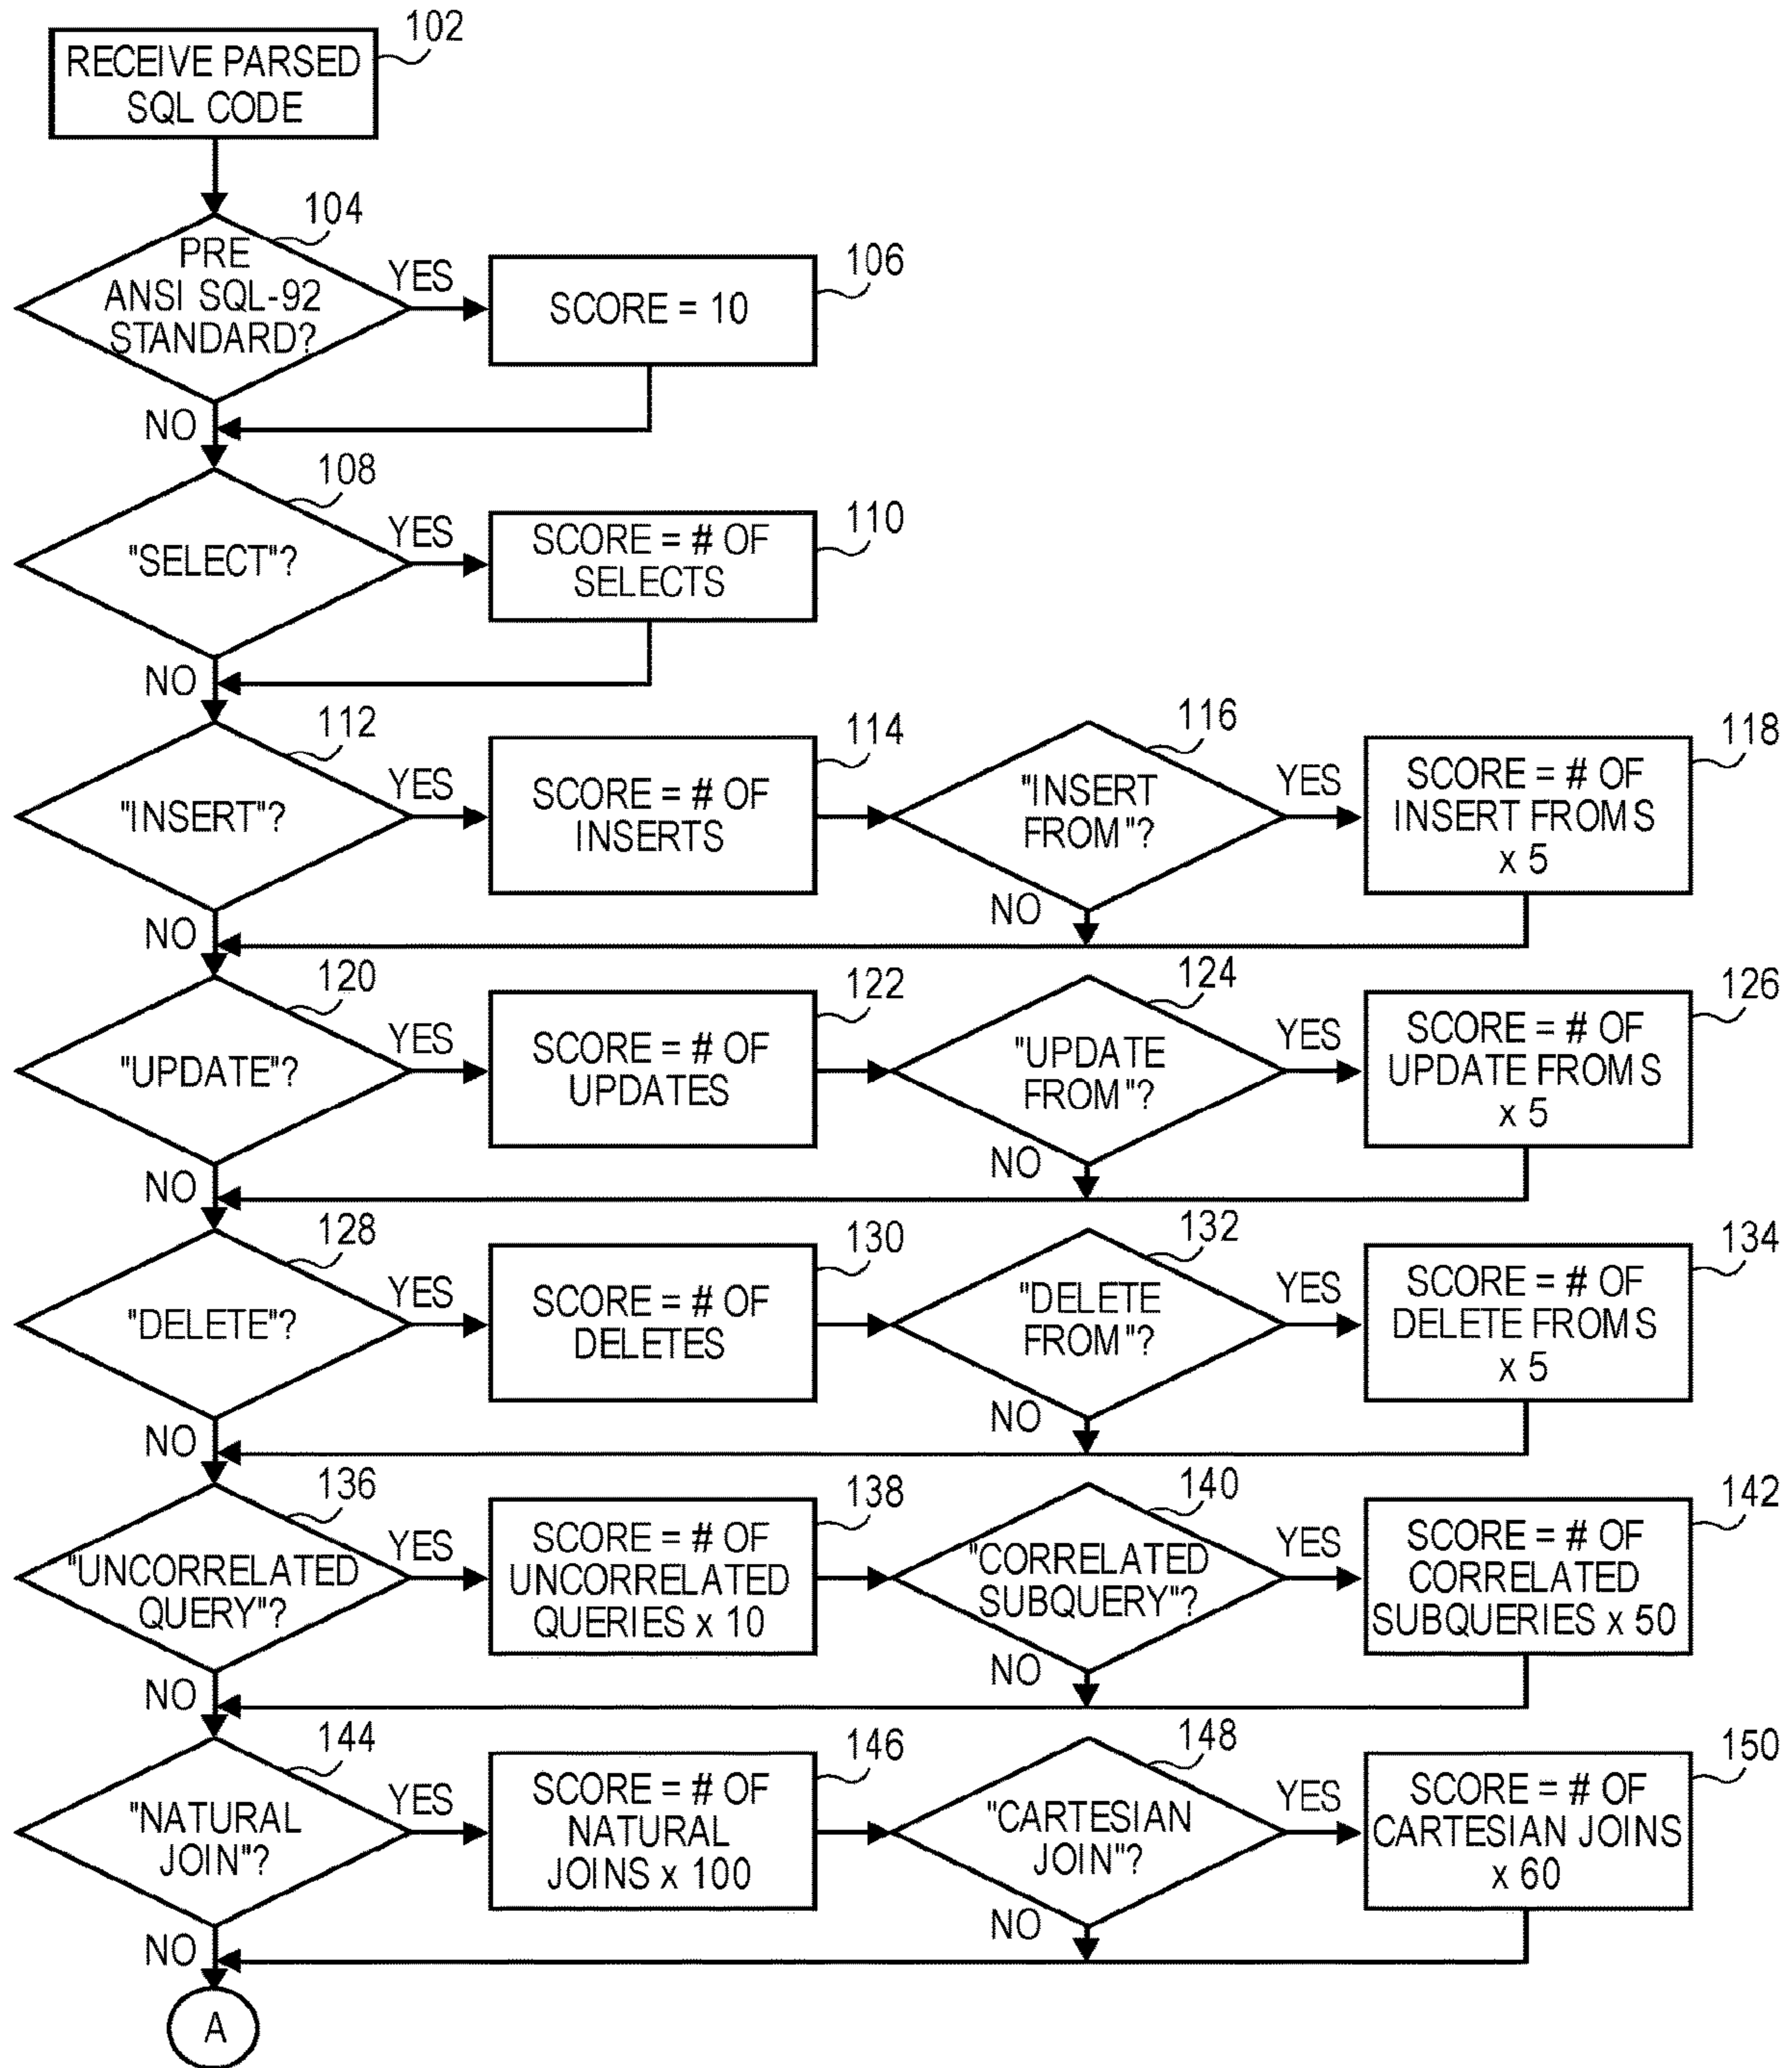 102
RECEIVE PARSED
SQL CODE
104
PRE
ANSI SQL-92
STANDARD?
YES
106
SCORE = 10
NO
108
"SELECT"?
YES
110
SCORE = # OF
SELECTS
NO
112
"INSERT"?
YES
114
SCORE = # OF
INSERTS
116
"INSERT
FROM"?
YES
118
SCORE = # OF
INSERT FROMS
x 5
NO
NO
120
"UPDATE"?
YES
122
SCORE = # OF
UPDATES
124
"UPDATE
FROM"?
YES
126
SCORE = # OF
UPDATE FROMS
x 5
NO
NO
128
"DELETE"?
YES
130
SCORE = # OF
DELETES
132
"DELETE
FROM"?
YES
134
SCORE = # OF
DELETE FROMS
x 5
NO
NO
136
"UNCORRELATED
QUERY"?
YES
138
SCORE = # OF
UNCORRELATED
QUERIES x 10
140
"CORRELATED
SUBQUERY"?
YES
142
SCORE = # OF
CORRELATED
SUBQUERIES x 50
NO
NO
144
"NATURAL
JOIN"?
YES
146
SCORE = # OF
NATURAL
JOINS x 100
148
"CARTESIAN
JOIN"?
YES
150
SCORE = # OF
CARTESIAN JOINS
x 60
NO
NO
A